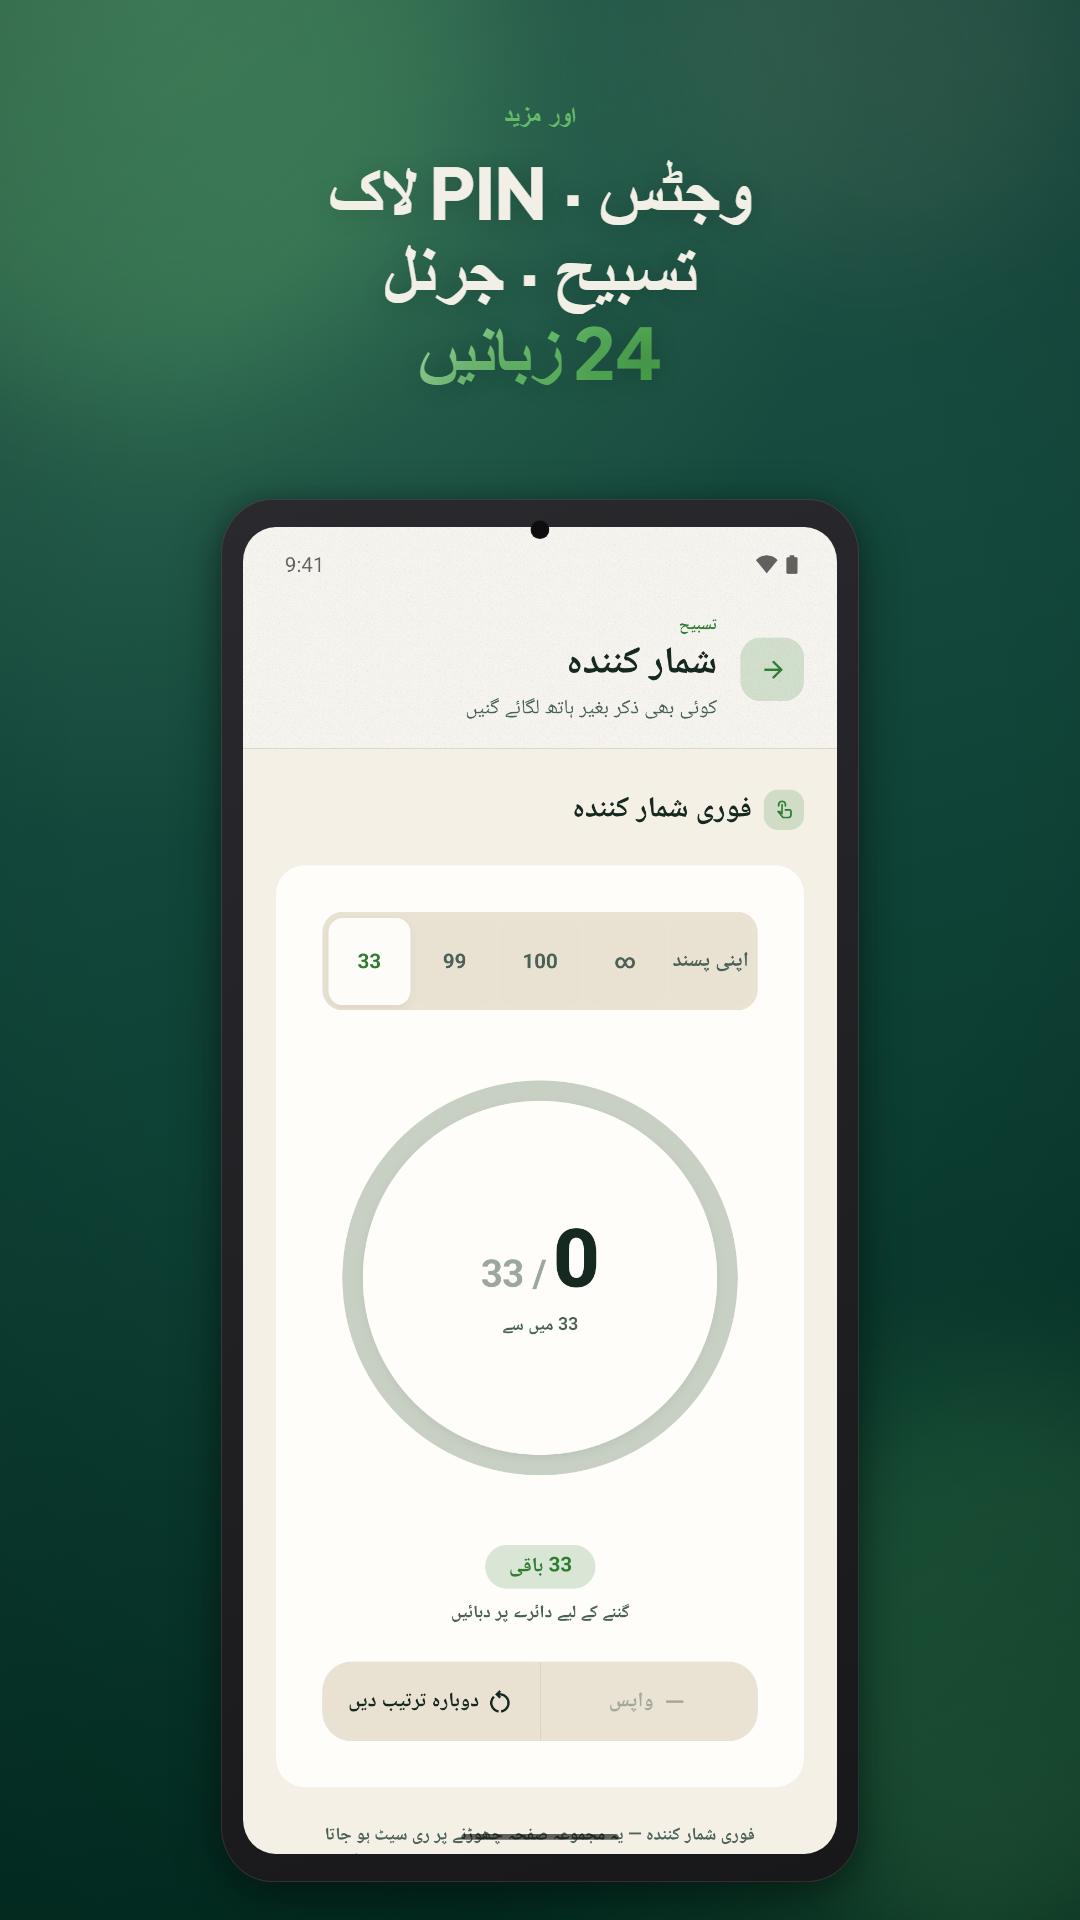 اور مزید
وجٹس · PIN لاک
تسبیح · جرنل
24 زبانیں
9:41
تسبیح
شمار کنندہ
کوئی بھی ذکر بغیر ہاتھ لگائے گنیں
فوری شمار کنندہ
اپنی پسند ∞ 100 99 33
0 / 33
33 میں سے
33 باقی
گننے کے لیے دائرے پر دبائیں
واپس
دوبارہ ترتیب دیں
فوری شمار کنندہ — یہ مجموعہ صفحہ چھوڑنے پر ری سیٹ ہو جاتا